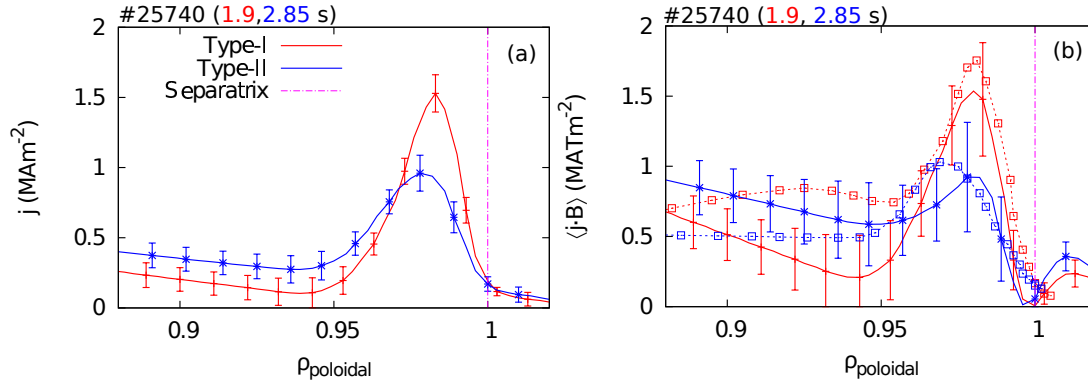 #25740 (1.9,2.85 s)
2
1.5
1
0.5
0
j (MAm-2)
Type-I
Type-II
Separatrix
(a)
0.9
0.95
1
ρpoloidal
#25740 (1.9, 2.85 s)
2
1.5
1
0.5
0
⟨j·B⟩ (MATm-2)
(b)
0.9
0.95
1
ρpoloidal